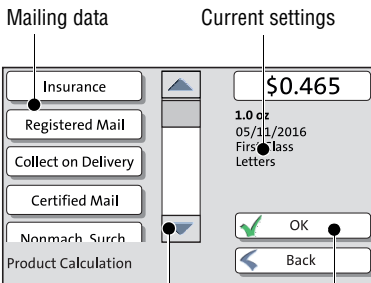 Mailing data
Current settings
Insurance
Registered Mail
Collect on Delivery
Certified Mail
Nonmach. Surch.
Product Calculation
$0.465
1.0 oz
05/11/2016
First Class
Letters
OK
Back